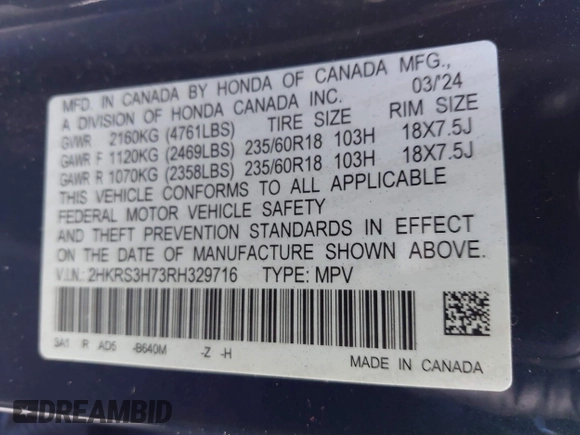 MFD. IN CANADA BY HONDA OF CANADA MFG.,
A DIVISION OF HONDA CANADA INC. 03/'24
GVWR 2160KG (4761LBS) TIRE SIZE RIM SIZE
GAWR F 1120KG (2469LBS) 235/60R18 103H 18X7.5J
GAWR R 1070KG (2358LBS) 235/60R18 103H 18X7.5J
THIS VEHICLE CONFORMS TO ALL APPLICABLE
FEDERAL MOTOR VEHICLE SAFETY
AND THEFT PREVENTION STANDARDS IN EFFECT
ON THE DATE OF MANUFACTURE SHOWN ABOVE.
V.I.N.: 2HKRS3H73RH329716 TYPE: MPV
3A1 R AD5 -B640M -Z -H
MADE IN CANADA
DREAMBID